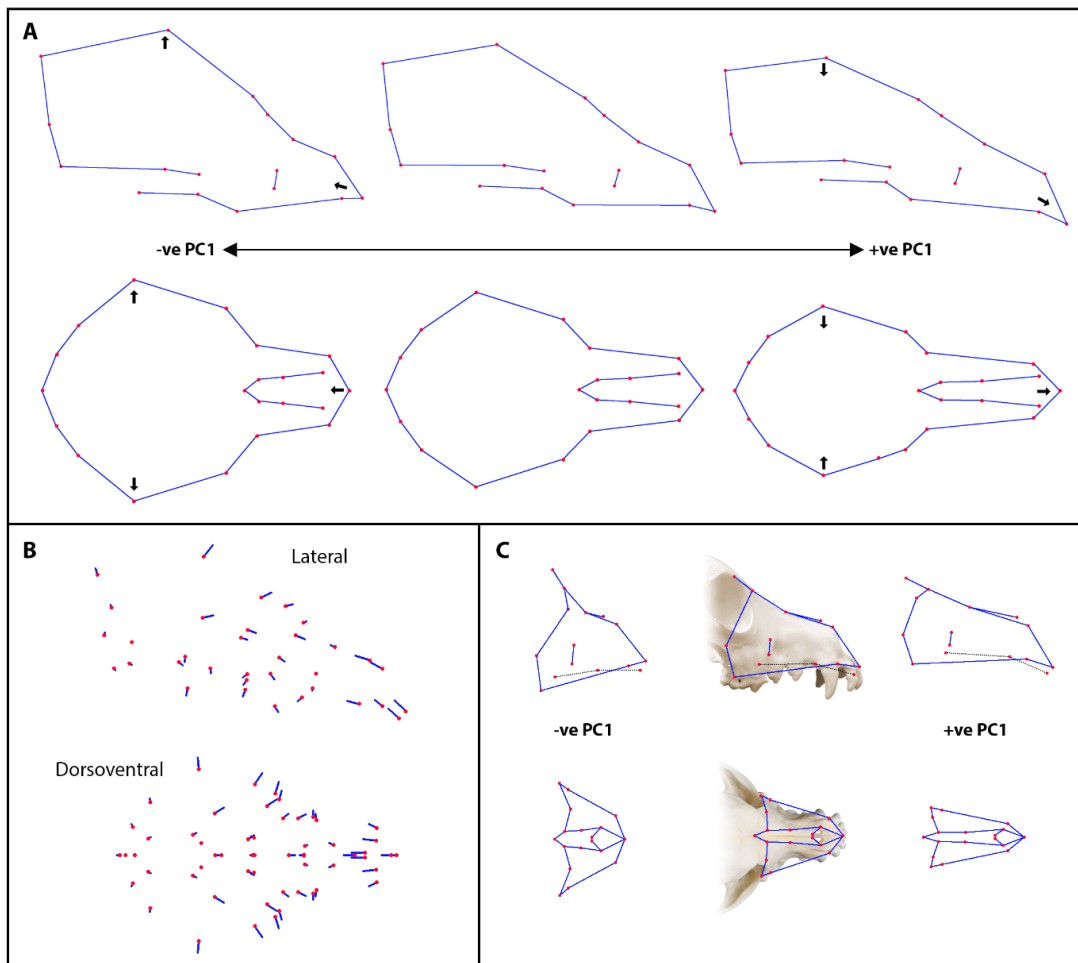 A
-ve PC1
+ve PC1
B
Lateral
Dorsoventral
C
-ve PC1
+ve PC1